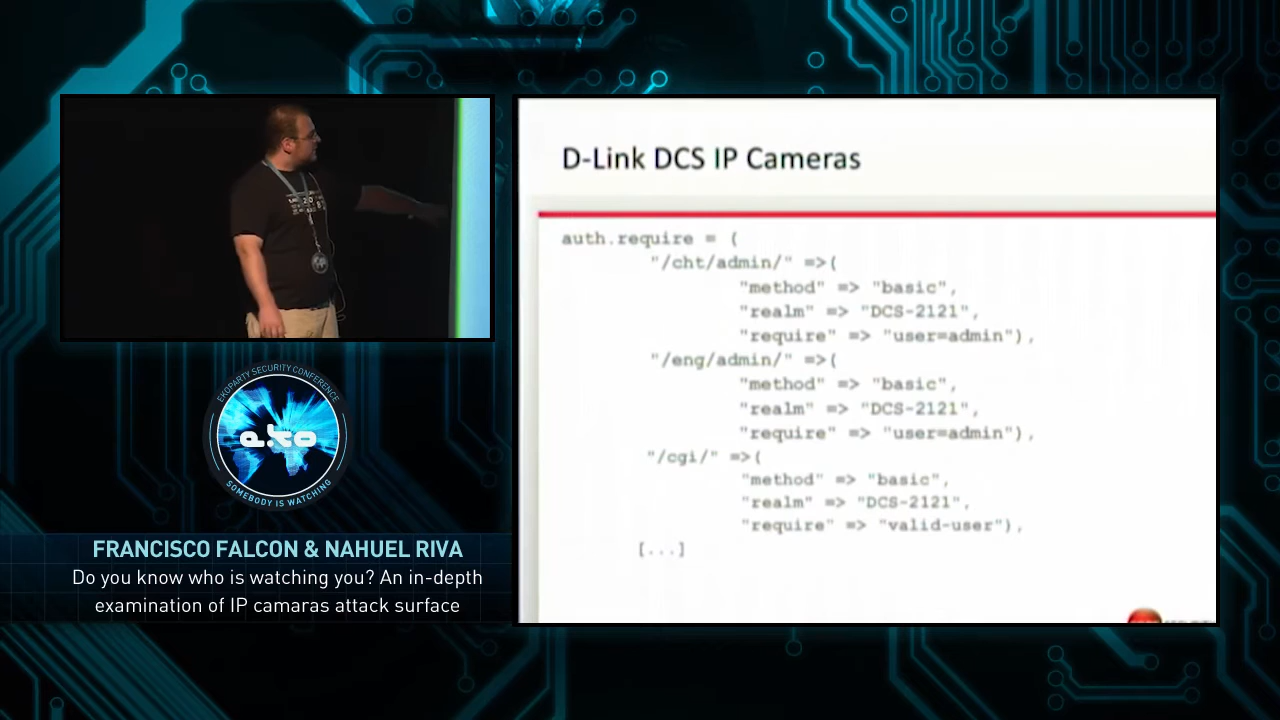 D-Link DCS IP Cameras
auth.require = (
"/cht/admin/" =>(
"method" => "basic",
"realm" => "DCS-2121",
"require" => "user=admin"),
"/eng/admin/" =>(
"method" => "basic",
"realm" => "DCS-2121",
"require" => "user=admin"),
"/cgi/" =>(
"method" => "basic",
"realm" => "DCS-2121",
"require" => "valid-user"),
[...]
EKOPARTY SECURITY CONFERENCE
eko
SOMEBODY IS WATCHING
FRANCISCO FALCON & NAHUEL RIVA
Do you know who is watching you? An in-depth
examination of IP camaras attack surface